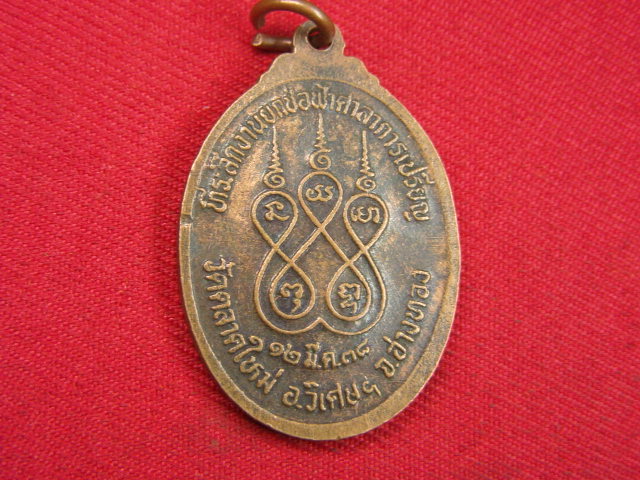 ที่ระลึกงานยกช่อฟ้าศาลาการเปรียญ
๑๒ มี.ค.๓๘
วัดตลาดใหม่ อ.วิเศษฯ จ.อ่างทอง